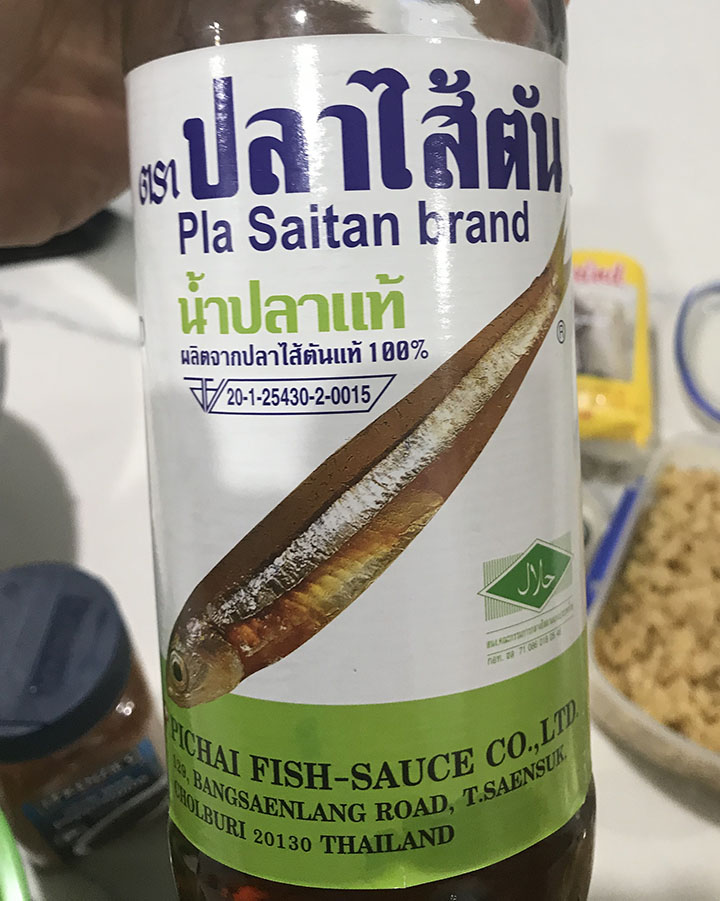 ตราปลาไส้ตัน
Pla Saitan brand
น้ำปลาแท้
ผลิตจากปลาไส้ตันแท้ 100%
20-1-25430-2-0015
®
حلال
PICHAI FISH-SAUCE CO.,LTD.
BANGSAENLANG ROAD, T.SAENSUK.
CHOLBURI 20130 THAILAND